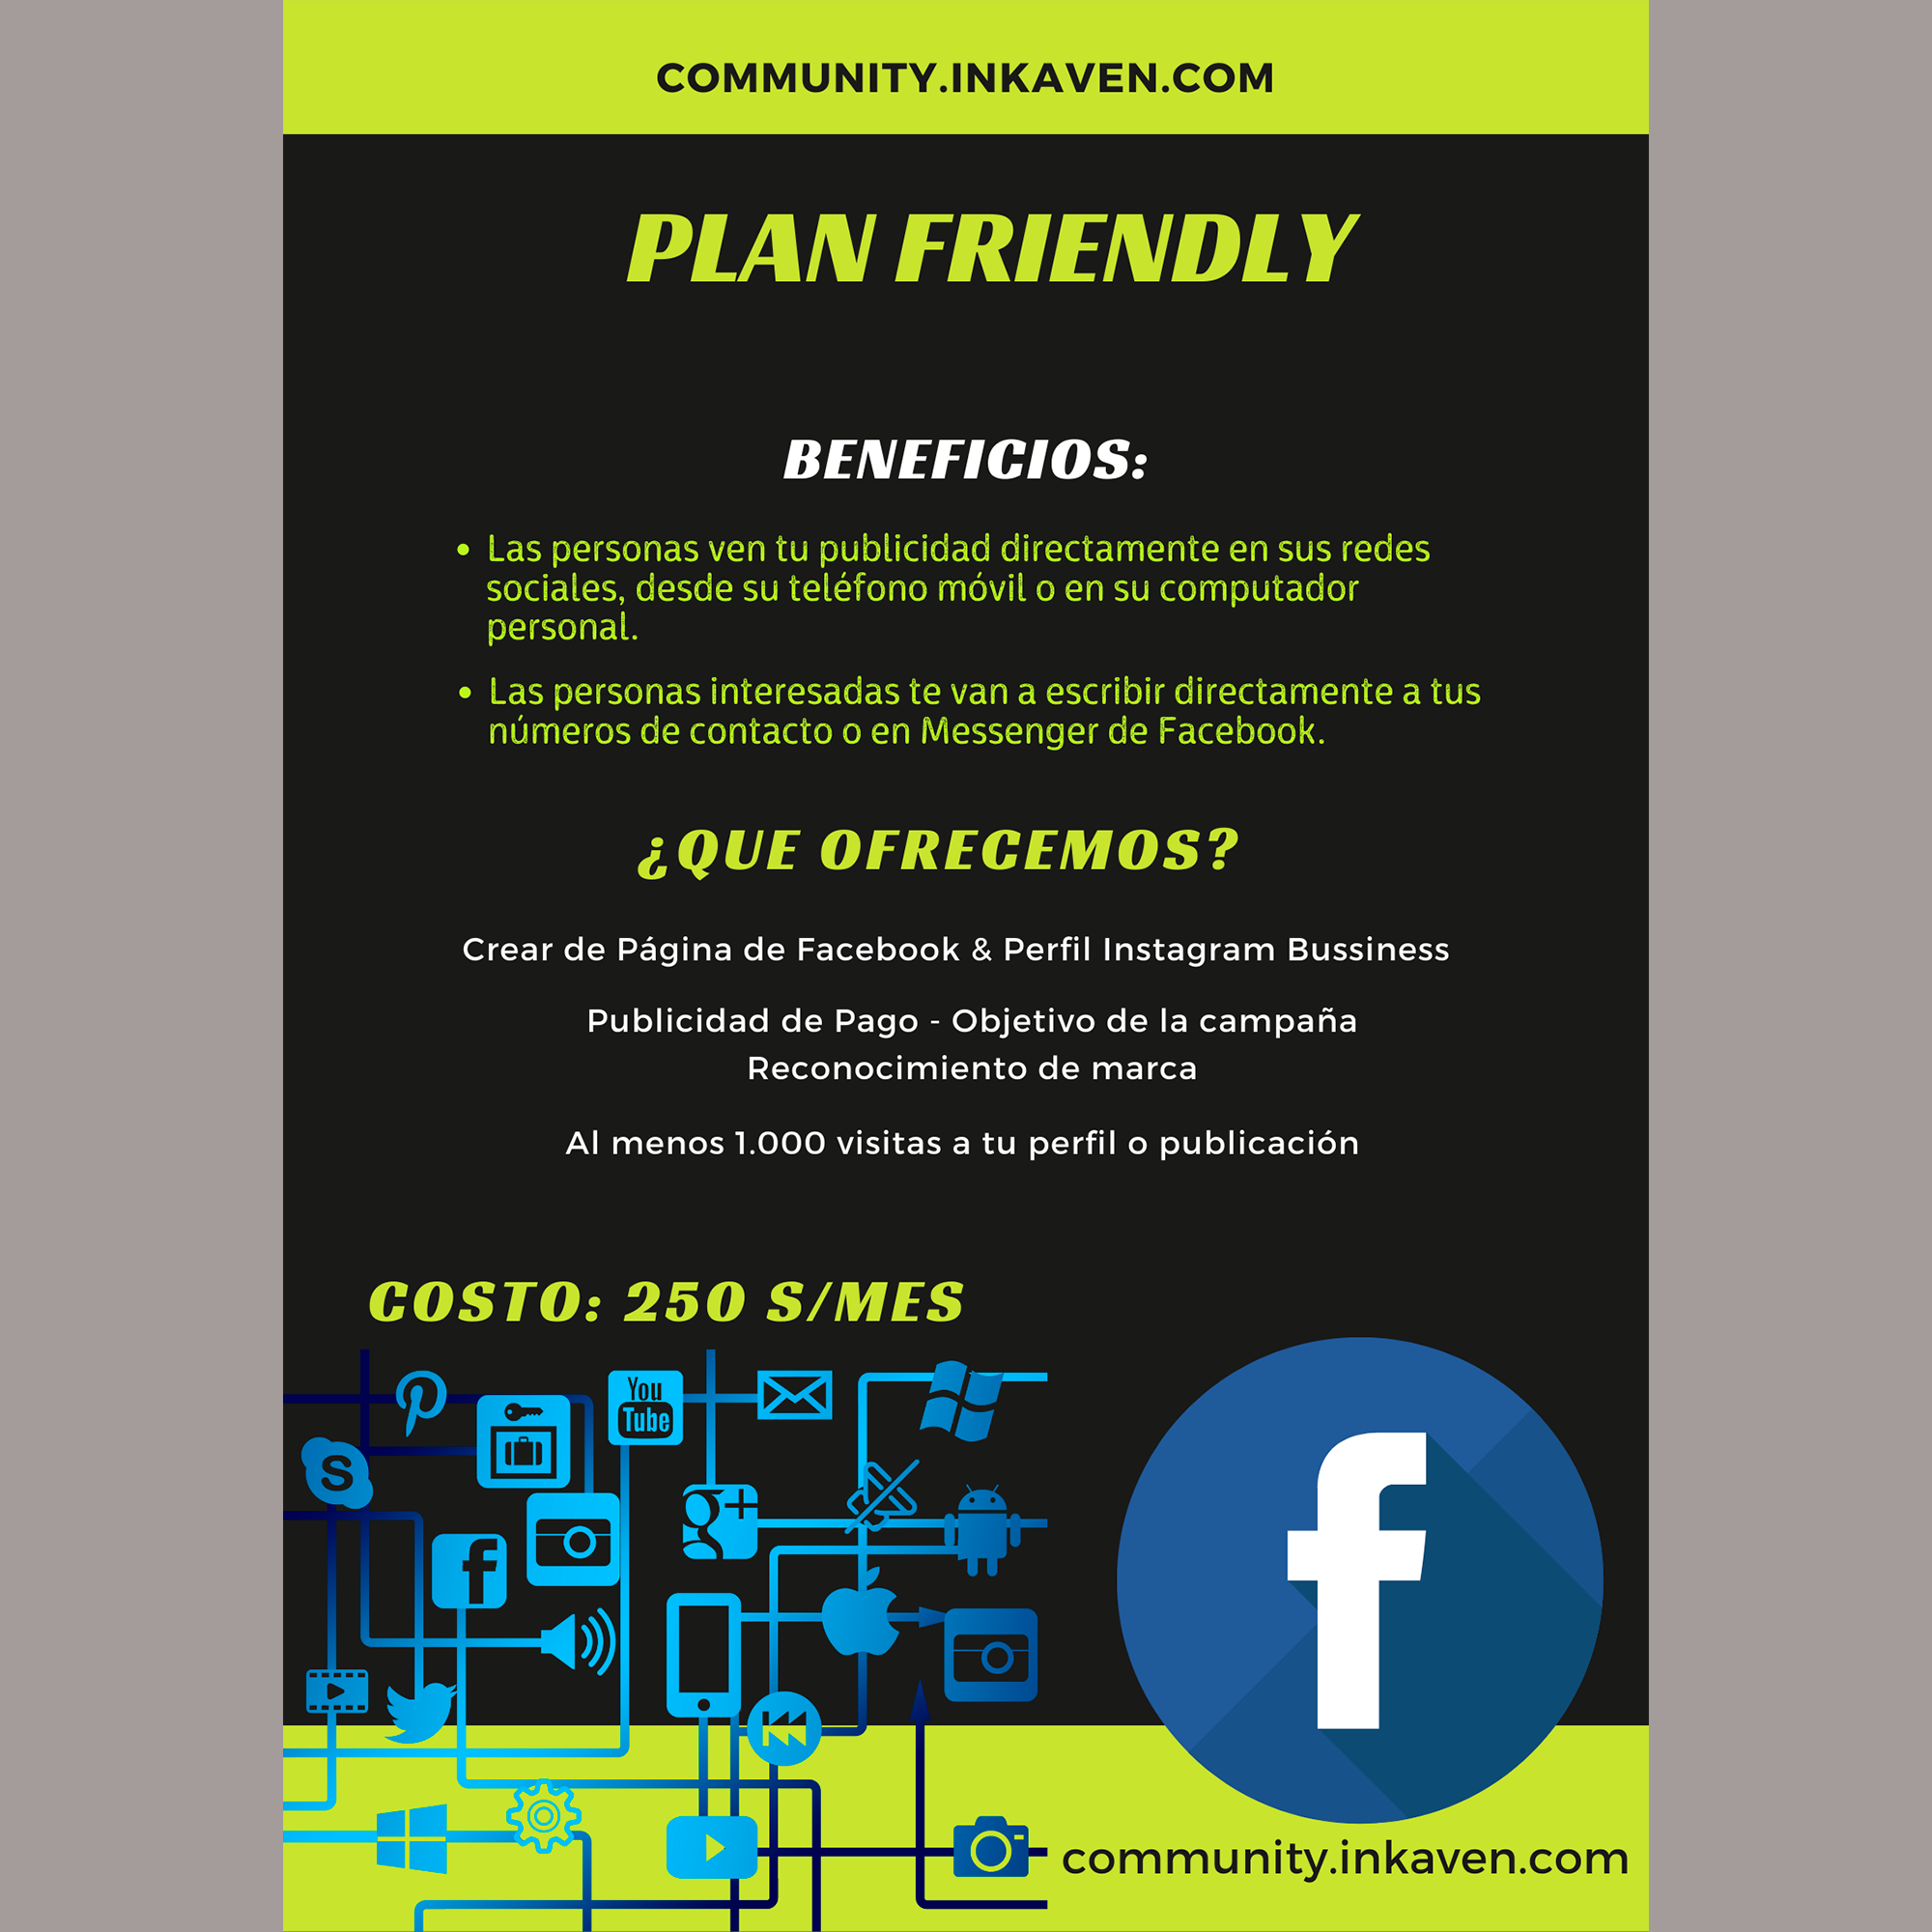 COMMUNITY.INKAVEN.COM
PLAN FRIENDLY
BENEFICIOS:
• Las personas ven tu publicidad directamente en sus redes
sociales, desde su teléfono móvil o en su computador
personal.
• Las personas interesadas te van a escribir directamente a tus
números de contacto o en Messenger de Facebook.
¿QUE OFRECEMOS?
Crear de Página de Facebook & Perfil Instagram Bussiness
Publicidad de Pago - Objetivo de la campaña
Reconocimiento de marca
Al menos 1.000 visitas a tu perfil o publicación
COSTO: 250 S/MES
You
Tube
community.inkaven.com